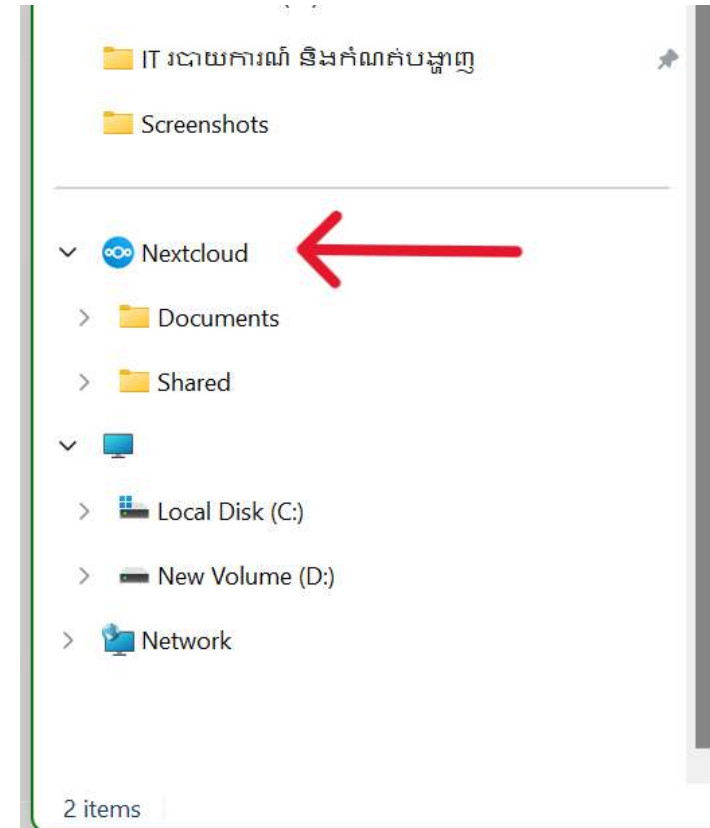 IT របាយការណ៍ និងកំណត់បង្ហាញ
Screenshots
Nextcloud
Documents
Shared
Local Disk (C:)
New Volume (D:)
Network
2 items